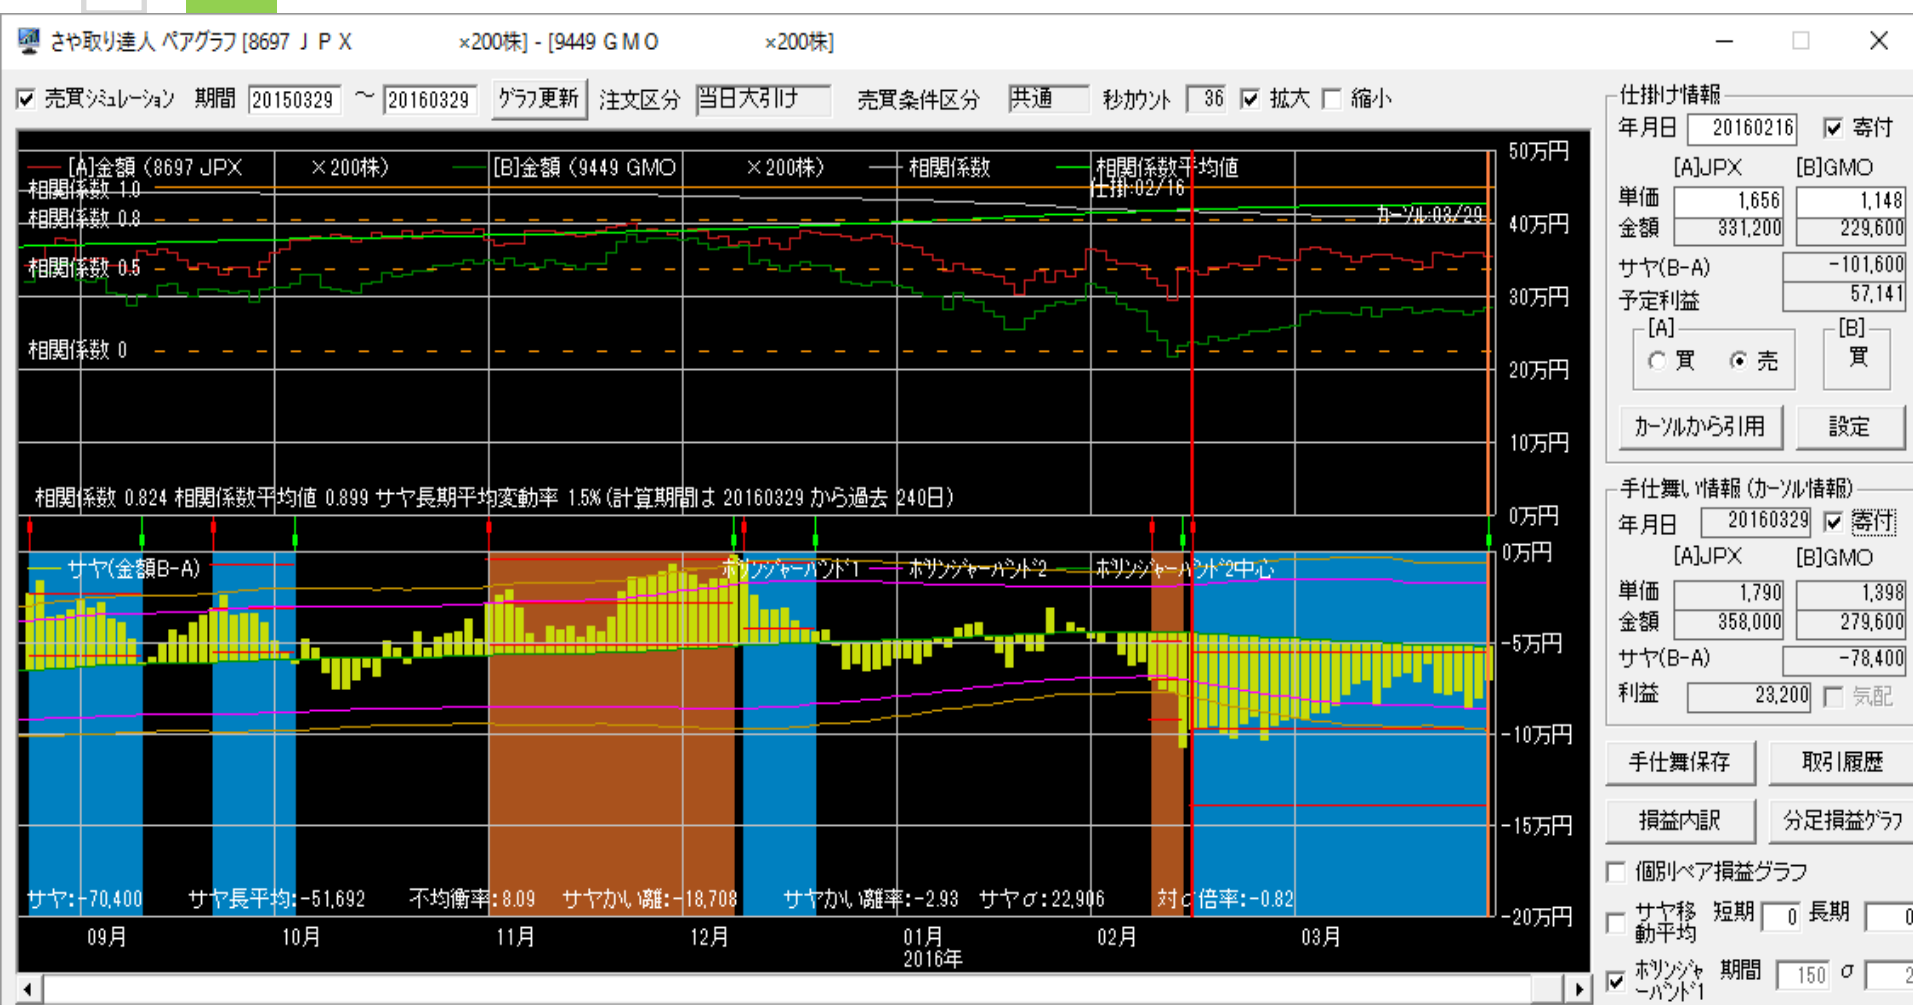 さや取り達人 ペアグラフ [8697 ＪＰＸ ×200株] - [9449 ＧＭＯ ×200株]
売買シミュレーション 期間 20150329 ～ 20160329 グラフ更新 注文区分 当日大引け 売買条件区分 共通 秒カウント 36 拡大 縮小
[A]金額 (8697 JPX ×200株) [B]金額 (9449 GMO ×200株) 相関係数 相関係数平均値
相関係数 1.0
仕掛:02/16
相関係数 0.8
カーソル:03/29
相関係数 0.5
相関係数 0
50万円
40万円
30万円
20万円
10万円
0万円
相関係数 0.824 相関係数平均値 0.899 サヤ長期平均変動率 1.5% (計算期間は 20160329 から過去 240日)
サヤ(金額B-A) ボリンジャーバンド1 ボリンジャーバンド2 ボリンジャーバンド2中心
0万円
-5万円
-10万円
-15万円
-20万円
サヤ:-70,400 サヤ長平均:-51,692 不均衡率:8.09 サヤかい離:-18,708 サヤかい離率:-2.93 サヤσ:22,906 対σ倍率:-0.82
09月 10月 11月 12月 01月 02月 03月
2016年
仕掛け情報
年月日 20160216 寄付
[A]JPX [B]GMO
単価 1,656 1,148
金額 331,200 229,600
サヤ(B-A) -101,600
予定利益 57,141
[A] [B]
買 売 買
カーソルから引用 設定
手仕舞い情報 (カーソル情報)
年月日 20160329 寄付
[A]JPX [B]GMO
単価 1,790 1,398
金額 358,000 279,600
サヤ(B-A) -78,400
利益 23,200 気配
手仕舞保存 取引履歴
損益内訳 分足損益グラフ
個別ペア損益グラフ
サヤ移動平均 短期 0 長期 0
ボリンジャーバンド1 期間 150 σ 2